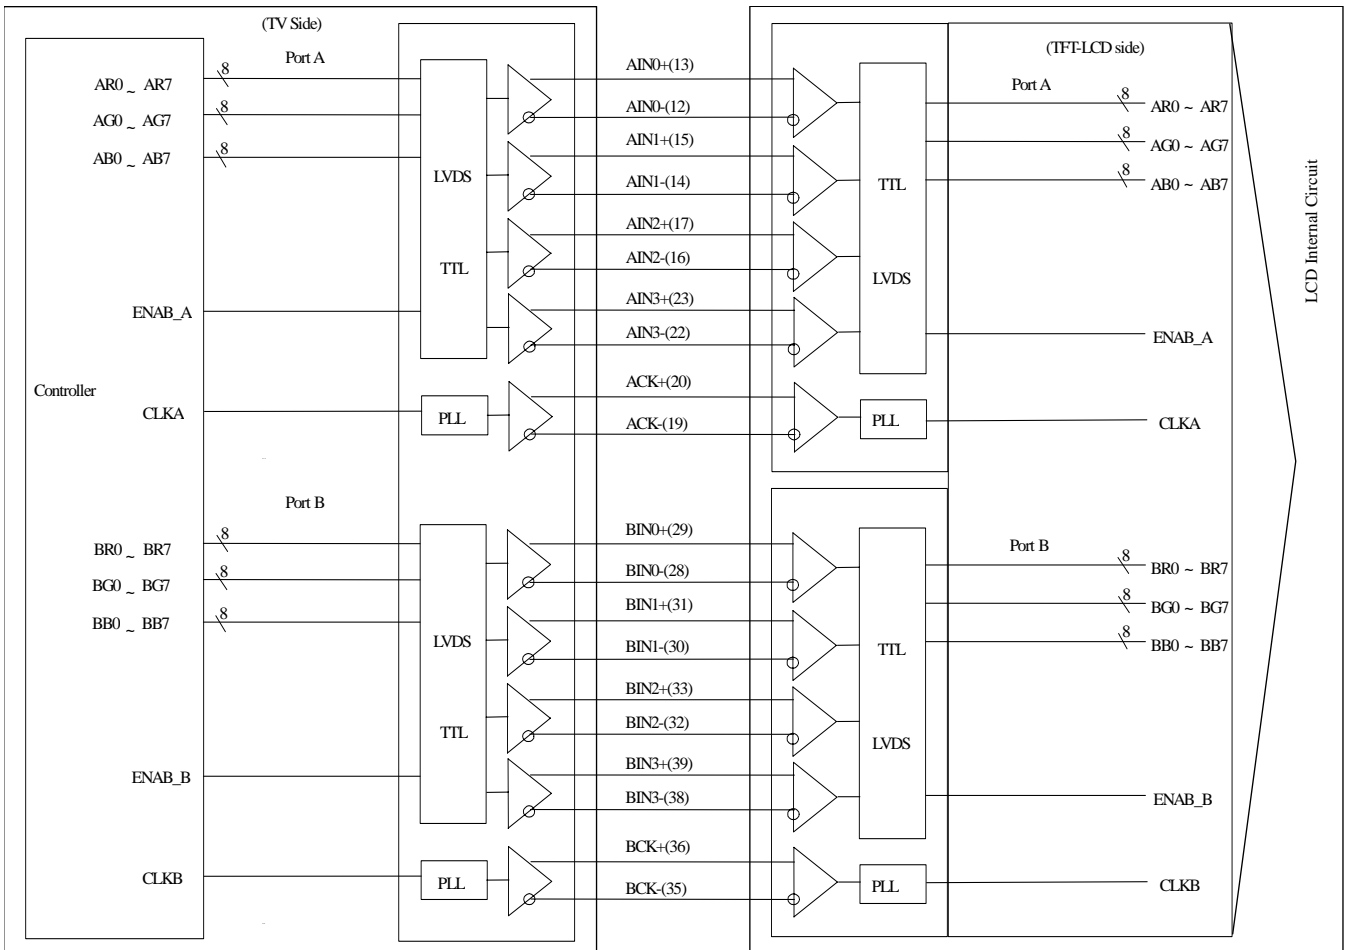 (TV Side)
Port A
8
AR0 ~ AR7
8
AG0 ~ AG7
8
AB0 ~ AB7
LVDS
TTL
ENAB_A
Controller
CLKA
PLL
Port B
8
BR0 ~ BR7
8
BG0 ~ BG7
8
BB0 ~ BB7
LVDS
TTL
ENAB_B
CLKB
PLL
AIN0+(13)
AIN0-(12)
AIN1+(15)
AIN1-(14)
AIN2+(17)
AIN2-(16)
AIN3+(23)
AIN3-(22)
ACK+(20)
ACK-(19)
BIN0+(29)
BIN0-(28)
BIN1+(31)
BIN1-(30)
BIN2+(33)
BIN2-(32)
BIN3+(39)
BIN3-(38)
BCK+(36)
BCK-(35)
(TFT-LCD side)
Port A
8
AR0 ~ AR7
8
AG0 ~ AG7
8
AB0 ~ AB7
TTL
LVDS
ENAB_A
PLL
CLKA
Port B
8
BR0 ~ BR7
8
BG0 ~ BG7
8
BB0 ~ BB7
TTL
LVDS
ENAB_B
PLL
CLKB
LCD Internal Circuit